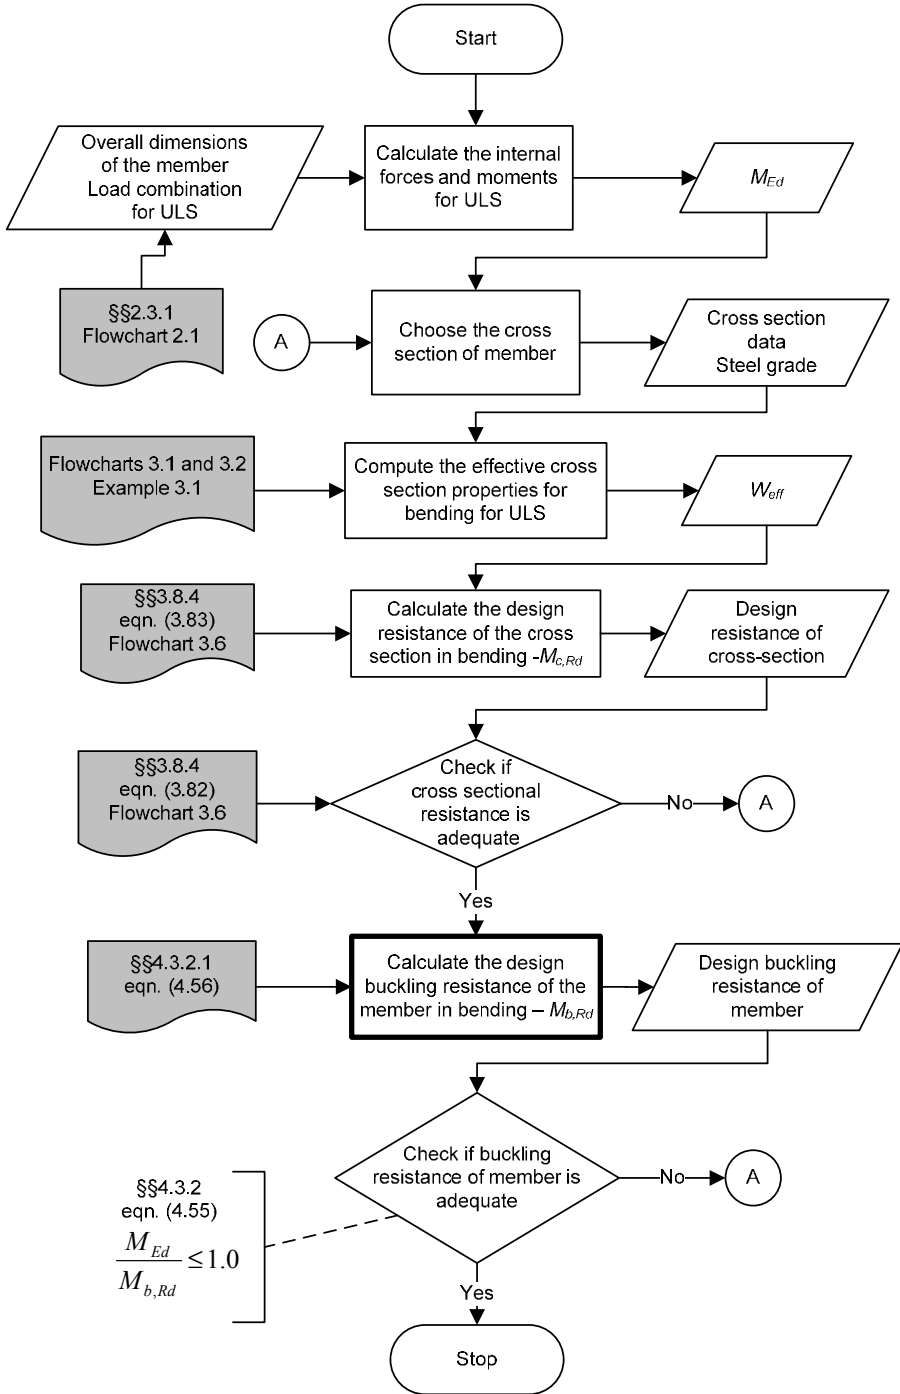 Start
Overall dimensions
of the member
Load combination
for ULS
Calculate the internal
forces and moments
for ULS
M_Ed
§§2.3.1
Flowchart 2.1
A
Choose the cross
section of member
Cross section
data
Steel grade
Flowcharts 3.1 and 3.2
Example 3.1
Compute the effective cross
section properties for
bending for ULS
W_eff
§§3.8.4
eqn. (3.83)
Flowchart 3.6
Calculate the design
resistance of the cross
section in bending -M_c,Rd
Design
resistance of
cross-section
§§3.8.4
eqn. (3.82)
Flowchart 3.6
Check if
cross sectional
resistance is
adequate
No
A
Yes
§§4.3.2.1
eqn. (4.56)
Calculate the design
buckling resistance of the
member in bending – M_b,Rd
Design buckling
resistance of
member
Check if buckling
resistance of member is
adequate
No
A
§§4.3.2
eqn. (4.55)
M_Ed
≤1.0
M_b,Rd
Yes
Stop